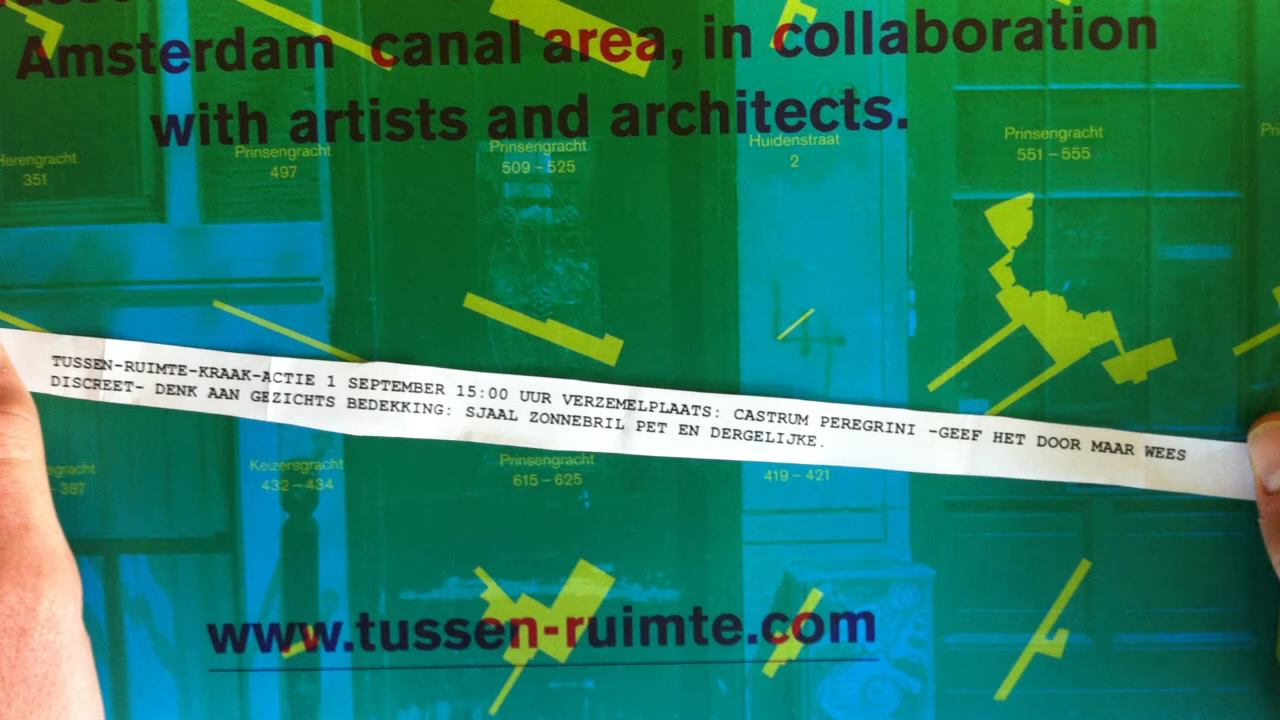 Amsterdam canal area, in collaboration
with artists and architects.
Herengracht
351
Prinsengracht
497
Prinsengracht
509 – 525
Huidenstraat
2
Prinsengracht
551 – 555
TUSSEN-RUIMTE-KRAAK-ACTIE 1 SEPTEMBER 15:00 UUR VERZEMELPLAATS: CASTRUM PEREGRINI -GEEF HET DOOR MAAR WEES
DISCREET- DENK AAN GEZICHTS BEDEKKING: SJAAL ZONNEBRIL PET EN DERGELIJKE.
387
Keizersgracht
432 – 434
Prinsengracht
615 – 625
419 – 421
www.tussen-ruimte.com